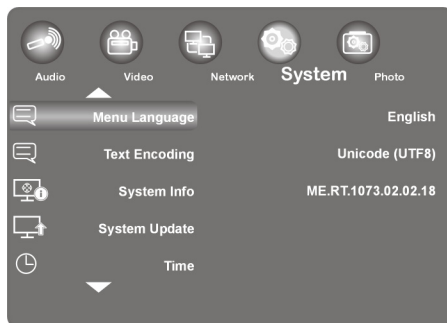 Audio Video Network System Photo
Menu Language English
Text Encoding Unicode (UTF8)
System Info ME.RT.1073.02.02.18
System Update
Time